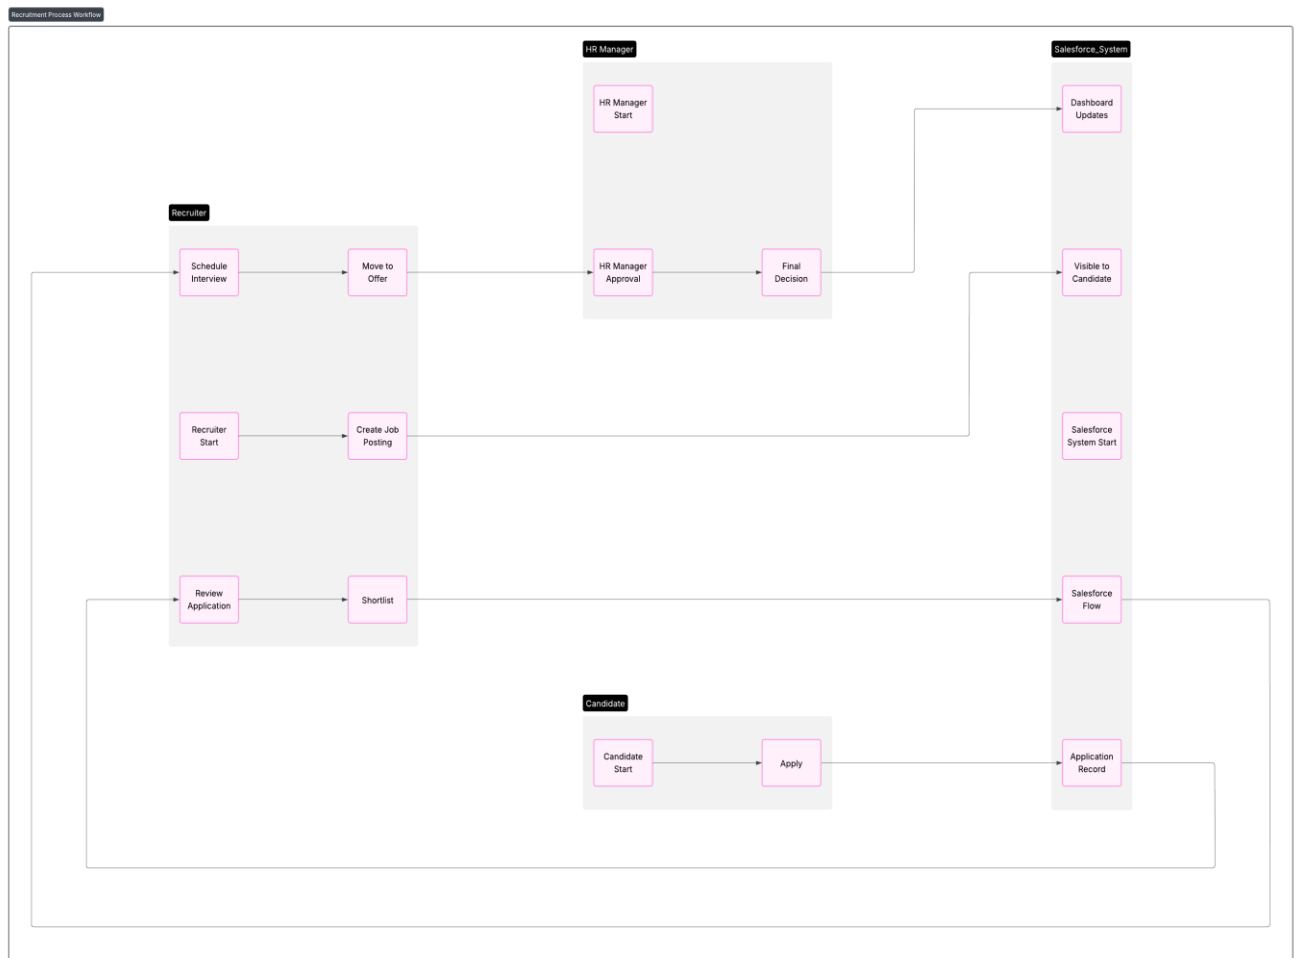 Recruitment Process Workflow
HR Manager
Salesforce_System
HR Manager
Start
Dashboard
Updates
Recruiter
Schedule
Interview
Move to
Offer
HR Manager
Approval
Final
Decision
Visible to
Candidate
Recruiter
Start
Create Job
Posting
Salesforce
System Start
Review
Application
Shortlist
Salesforce
Flow
Candidate
Candidate
Start
Apply
Application
Record